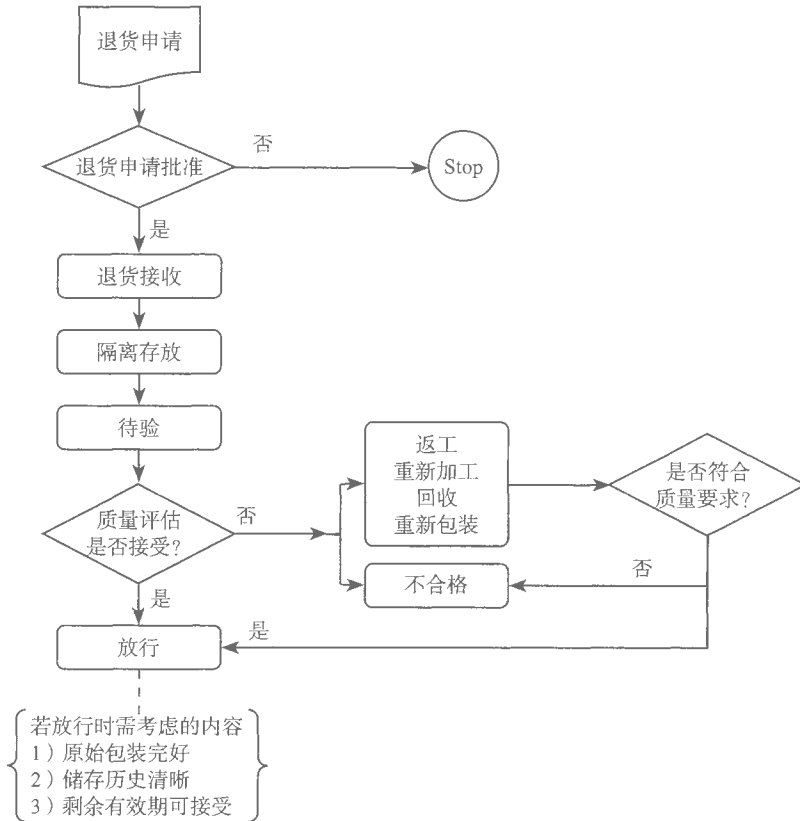 退货申请
退货申请批准
否
Stop
是
退货接收
隔离存放
待验
返工
重新加工
回收
重新包装
是否符合
质量要求?
质量评估
是否接受?
否
不合格
否
是
放行
是
若放行时需考虑的内容
1）原始包装完好
2）储存历史清晰
3）剩余有效期可接受